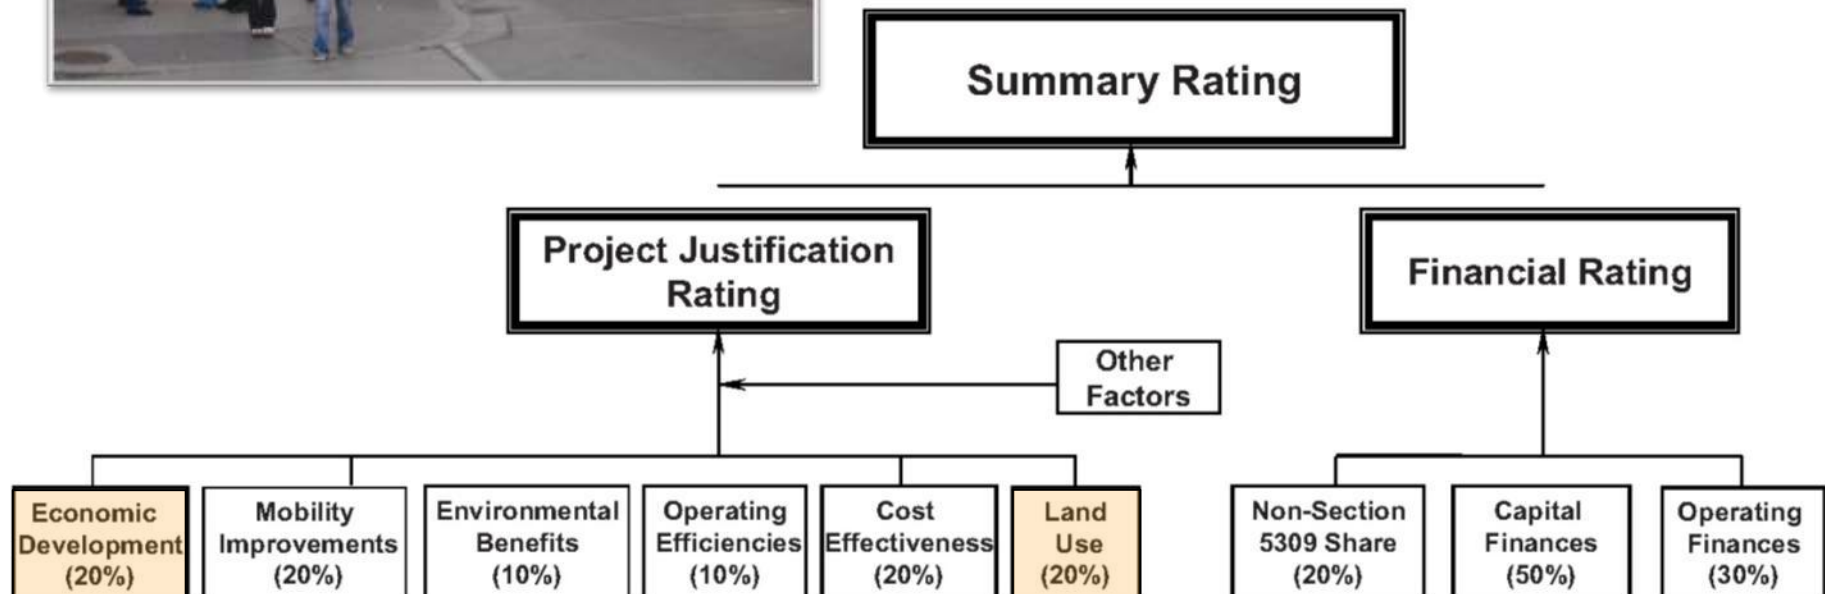 Summary Rating
Project Justification
Rating
Financial Rating
Other
Factors
Economic
Development
(20%)
Mobility
Improvements
(20%)
Environmental
Benefits
(10%)
Operating
Efficiencies
(10%)
Cost
Effectiveness
(20%)
Land
Use
(20%)
Non-Section
5309 Share
(20%)
Capital
Finances
(50%)
Operating
Finances
(30%)